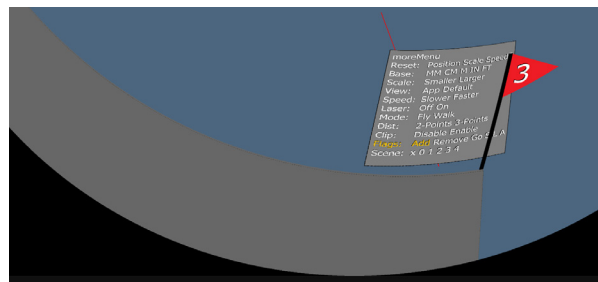 moreMenu
Reset: Position Scale Speed
Base: MM CM M IN FT
Scale: Smaller Larger
View: App Default
Speed: Slower Faster
Laser: Off On
Mode: Fly Walk
Dist: 2-Points 3-Points
Clip: Disable Enable
Flags: Add Remove Go
Scene: x 0 1 2 3 4
3